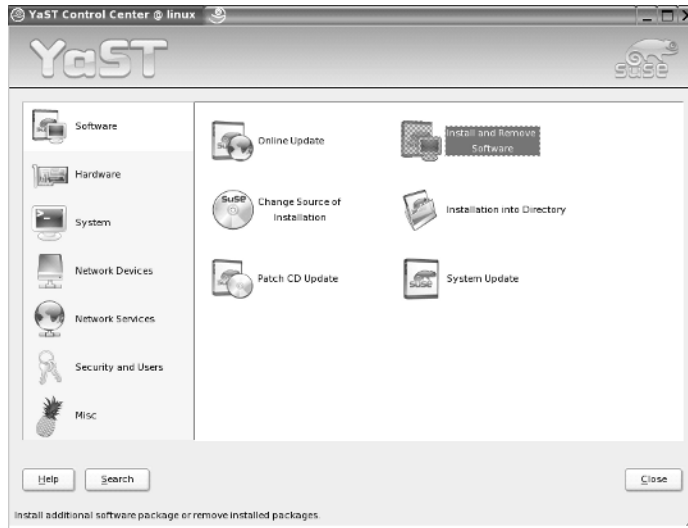 YaST Control Center @ linux
YaST
SUSE
Software
Hardware
System
Network Devices
Network Services
Security and Users
Misc
Online Update
Install and Remove
Software
SUSE
Change Source of
Installation
Installation into Directory
Patch CD Update
SUSE
System Update
Help
Search
Close
Install additional software package or remove installed packages.